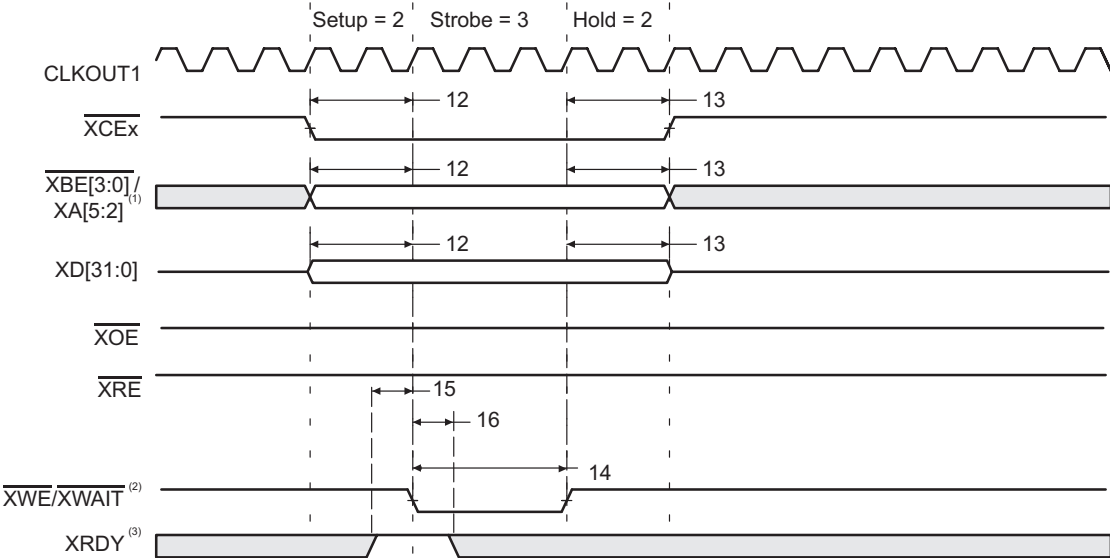 Setup = 2 Strobe = 3 Hold = 2
CLKOUT1
12 13
XCEx
12 13
XBE[3:0]/
XA[5:2](1)
12 13
XD[31:0]
XOE
XRE
15
16
14
XWE/XWAIT(2)
XRDY(3)